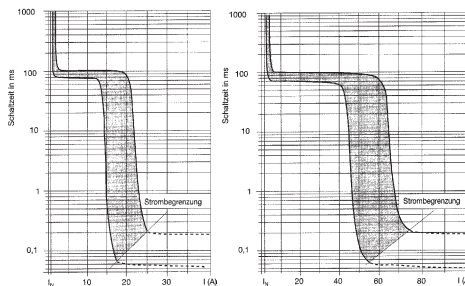 Schaltzeit in ms
1000
100
10
1
0,1
Strombegrenzung
I_N
10
20
30
I (A)
Schaltzeit in ms
1000
100
10
1
0,1
Strombegrenzung
I_N
20
40
60
80
I (A